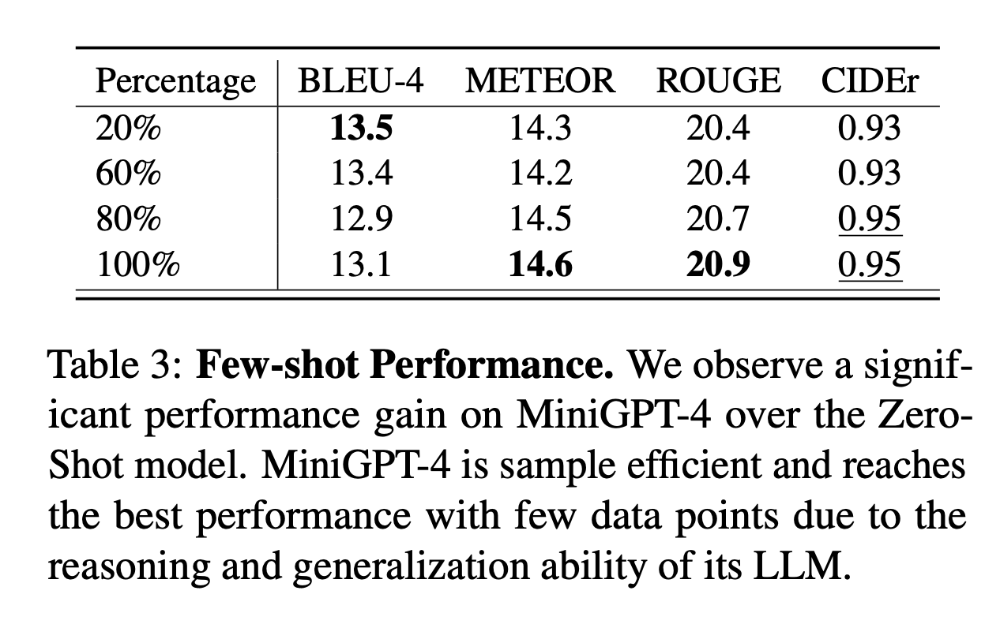 Percentage BLEU-4 METEOR ROUGE CIDEr
20% 13.5 14.3 20.4 0.93
60% 13.4 14.2 20.4 0.93
80% 12.9 14.5 20.7 0.95
100% 13.1 14.6 20.9 0.95
Table 3: Few-shot Performance. We observe a signif-
icant performance gain on MiniGPT-4 over the Zero-
Shot model. MiniGPT-4 is sample efficient and reaches
the best performance with few data points due to the
reasoning and generalization ability of its LLM.